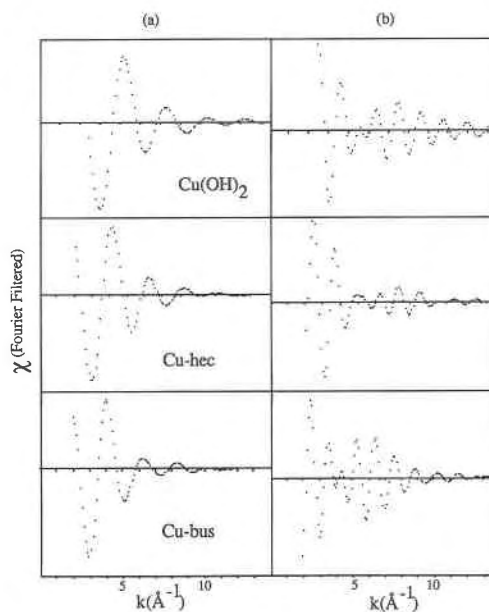 (a) (b)
Cu(OH)2
Cu-hec
Cu-bus
χ (Fourier Filtered)
5 10 5 10
k(Å-1) k(Å-1)